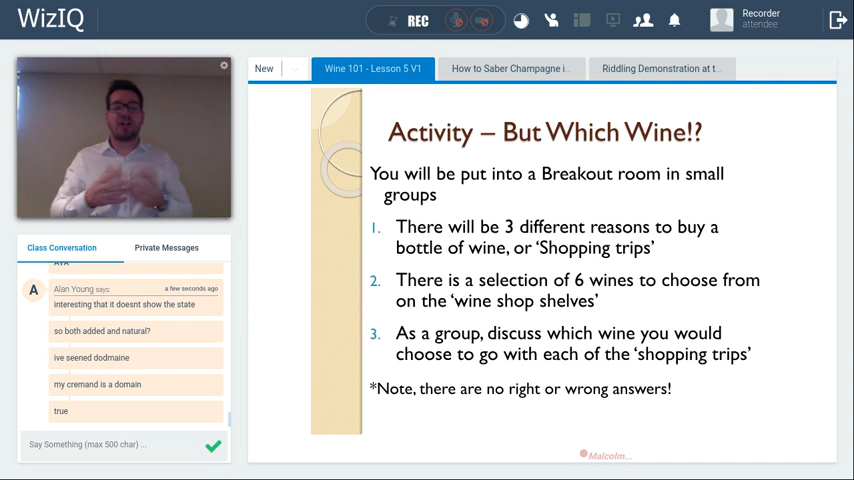 WizIQ
REC
Recorder
attendee
New
Wine 101 - Lesson 5 V1
How to Saber Champagne i...
Riddling Demonstration at t...
Activity – But Which Wine!?
You will be put into a Breakout room in small
groups
1. There will be 3 different reasons to buy a
bottle of wine, or ‘Shopping trips’
2. There is a selection of 6 wines to choose from
on the ‘wine shop shelves’
3. As a group, discuss which wine you would
choose to go with each of the ‘shopping trips’
*Note, there are no right or wrong answers!
Malcolm...
Class Conversation
Private Messages
A
Alan Young says:
a few seconds ago
interesting that it doesnt show the state
so both added and natural?
ive seened dodmaine
my cremand is a domain
true
Say Something (max 500 char) ...